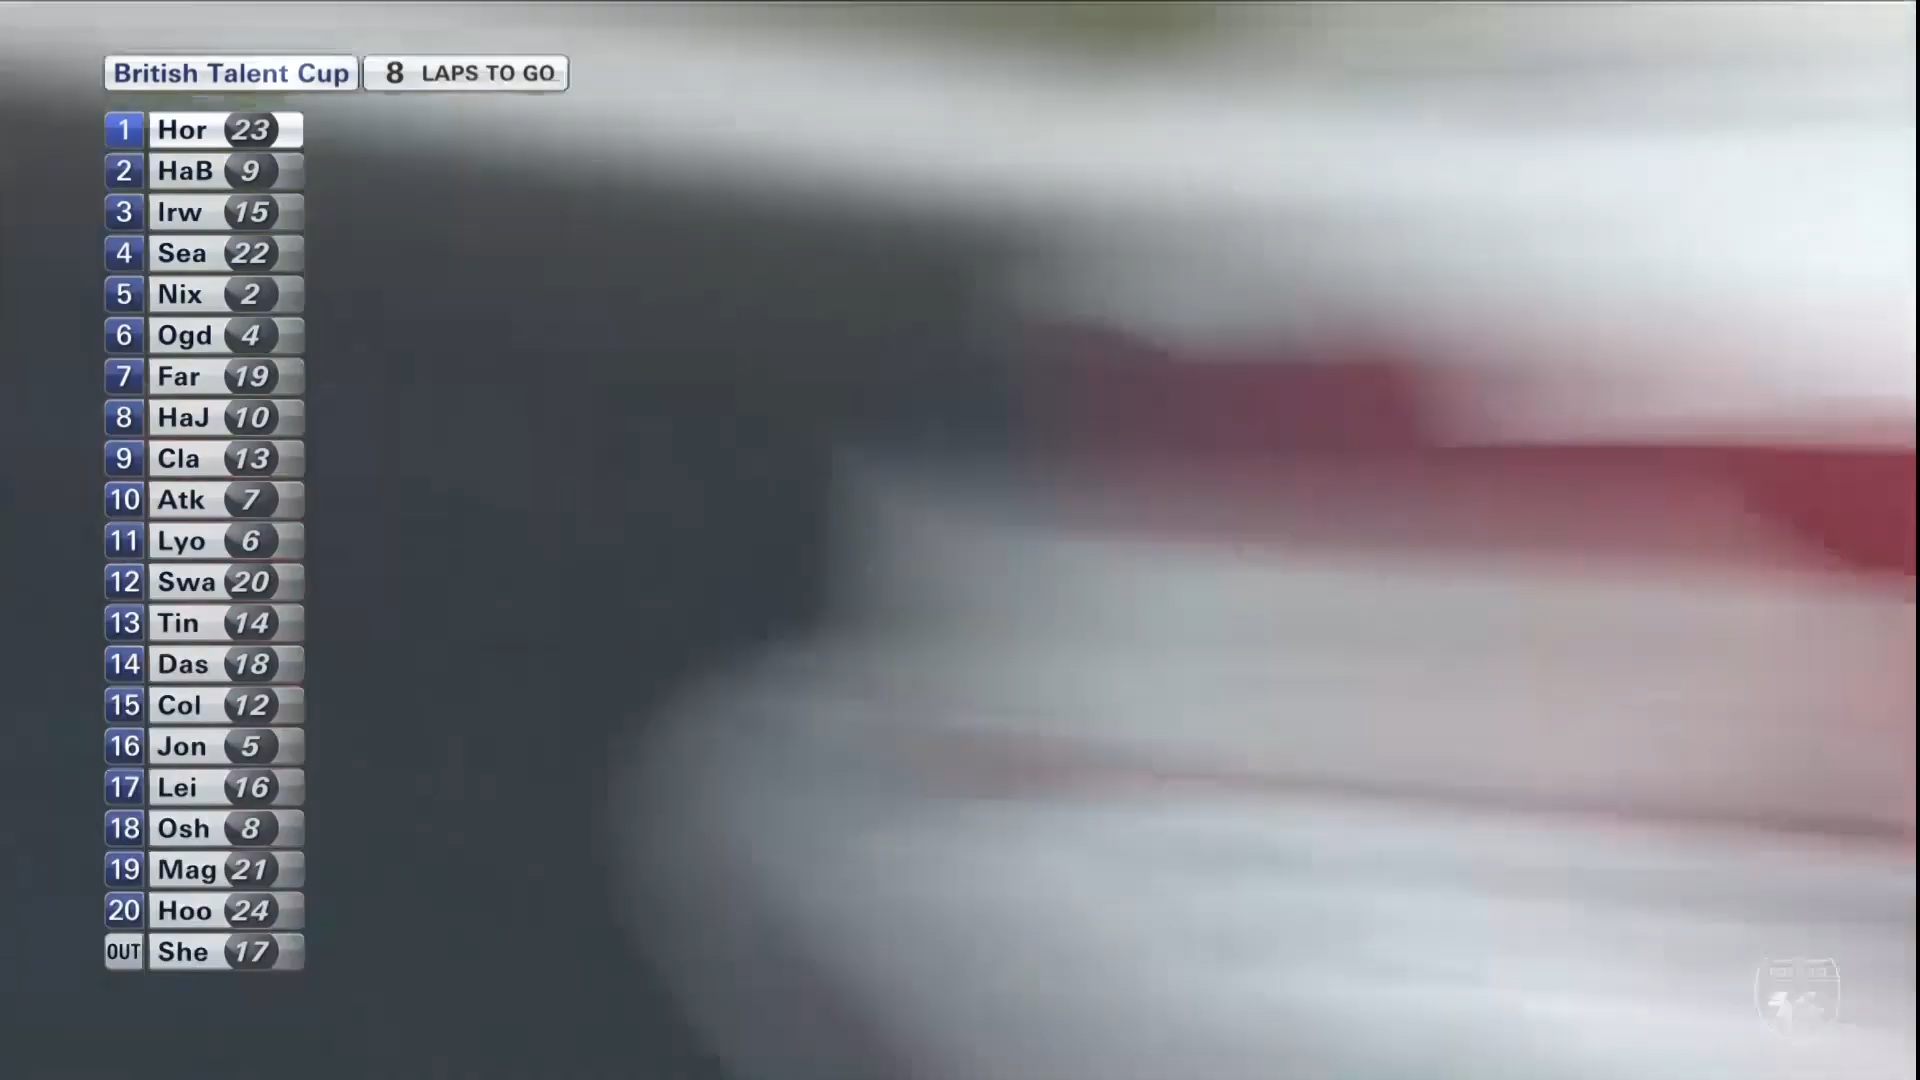 British Talent Cup 8 LAPS TO GO
1 Hor 23
2 HaB 9
3 Irw 15
4 Sea 22
5 Nix 2
6 Ogd 4
7 Far 19
8 HaJ 10
9 Cla 13
10 Atk 7
11 Lyo 6
12 Swa 20
13 Tin 14
14 Das 18
15 Col 12
16 Jon 5
17 Lei 16
18 Osh 8
19 Mag 21
20 Hoo 24
OUT She 17